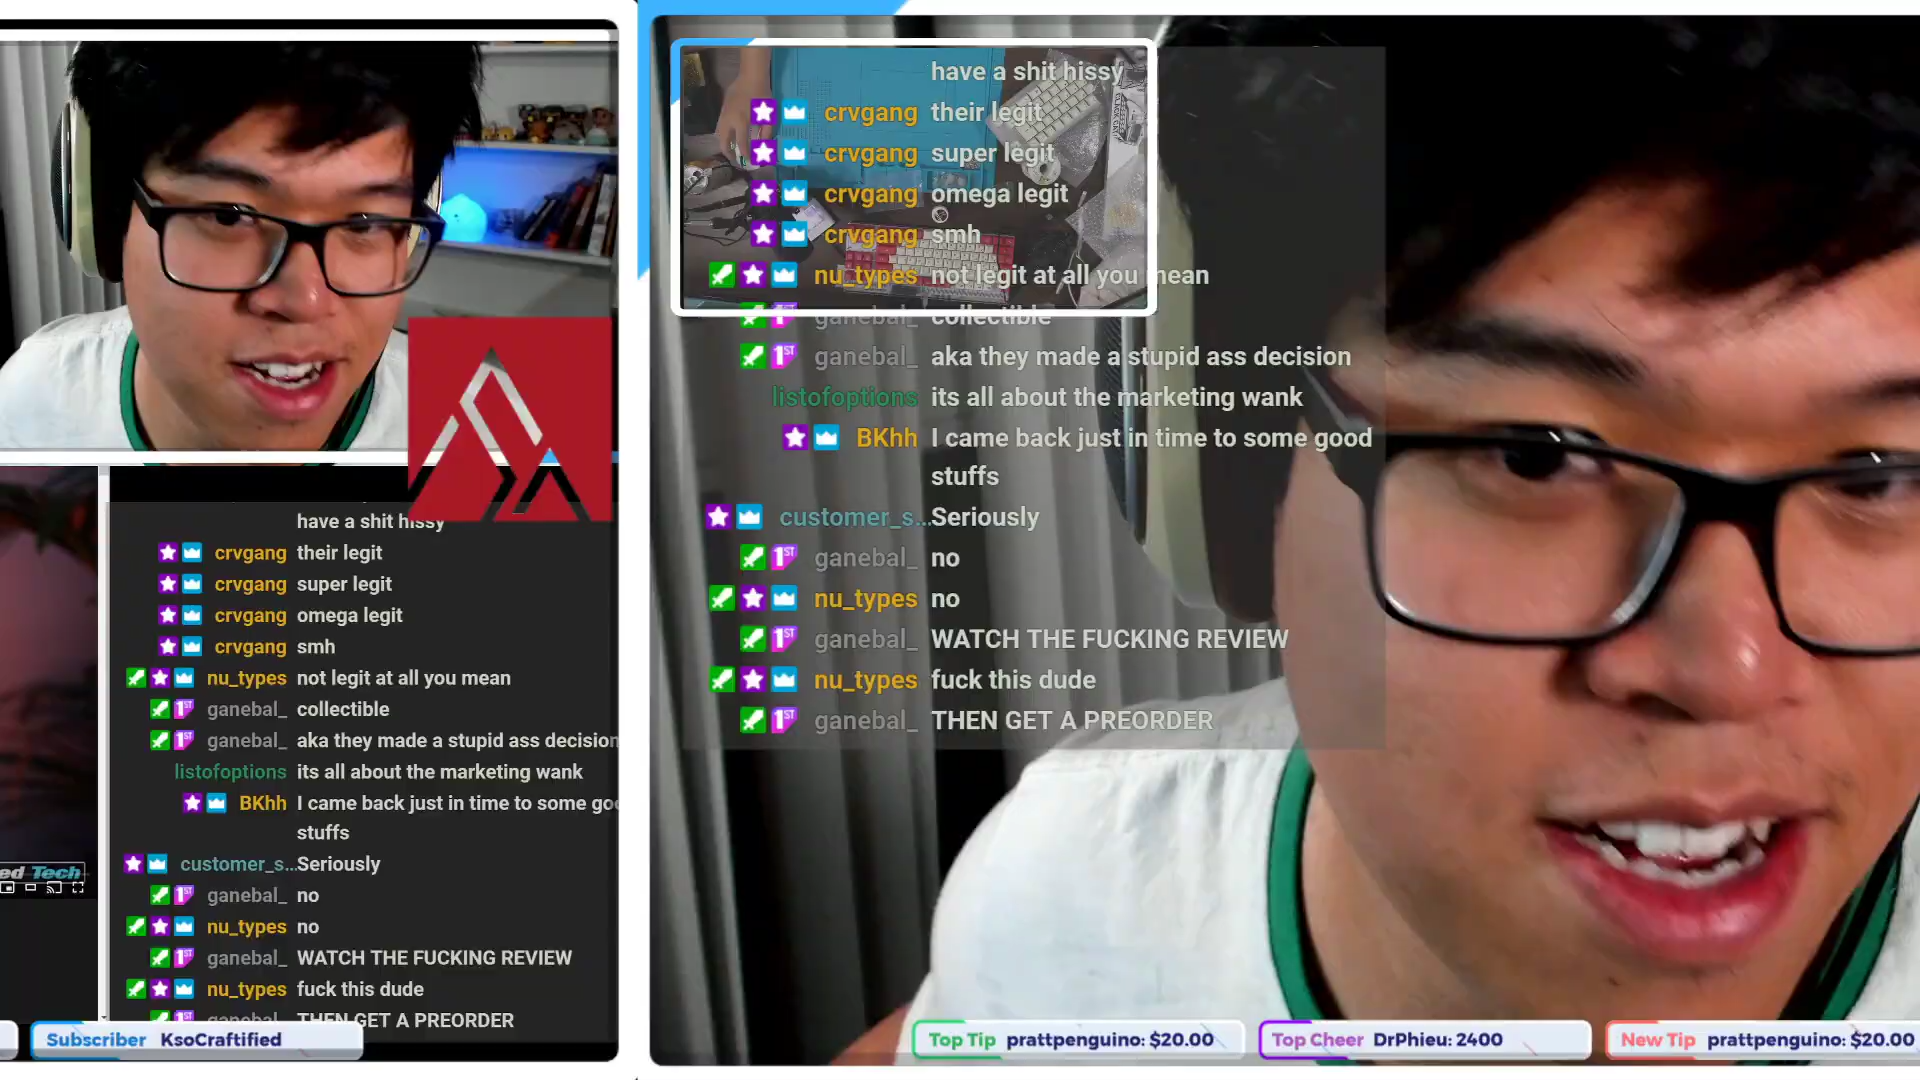 have a shit hissy
crvgang their legit
crvgang super legit
crvgang omega legit
crvgang smh
nu_types not legit at all you mean
ganebal_ collectible
ganebal_ aka they made a stupid ass decision
listofoptions its all about the marketing wank
BKhh I came back just in time to some goo
stuffs
customer_s... Seriously
ganebal_ no
nu_types no
ganebal_ WATCH THE FUCKING REVIEW
nu_types fuck this dude
ganebal_ THEN GET A PREORDER
ed Tech
Subscriber KsoCraftified
have a shit hissy
crvgang their legit
crvgang super legit
crvgang omega legit
crvgang smh
nu_types not legit at all you mean
ganebal_ collectible
ganebal_ aka they made a stupid ass decision
listofoptions its all about the marketing wank
BKhh I came back just in time to some good
stuffs
customer_s... Seriously
ganebal_ no
nu_types no
ganebal_ WATCH THE FUCKING REVIEW
nu_types fuck this dude
ganebal_ THEN GET A PREORDER
Top Tip prattpenguino: $20.00
Top Cheer DrPhieu: 2400
New Tip prattpenguino: $20.00